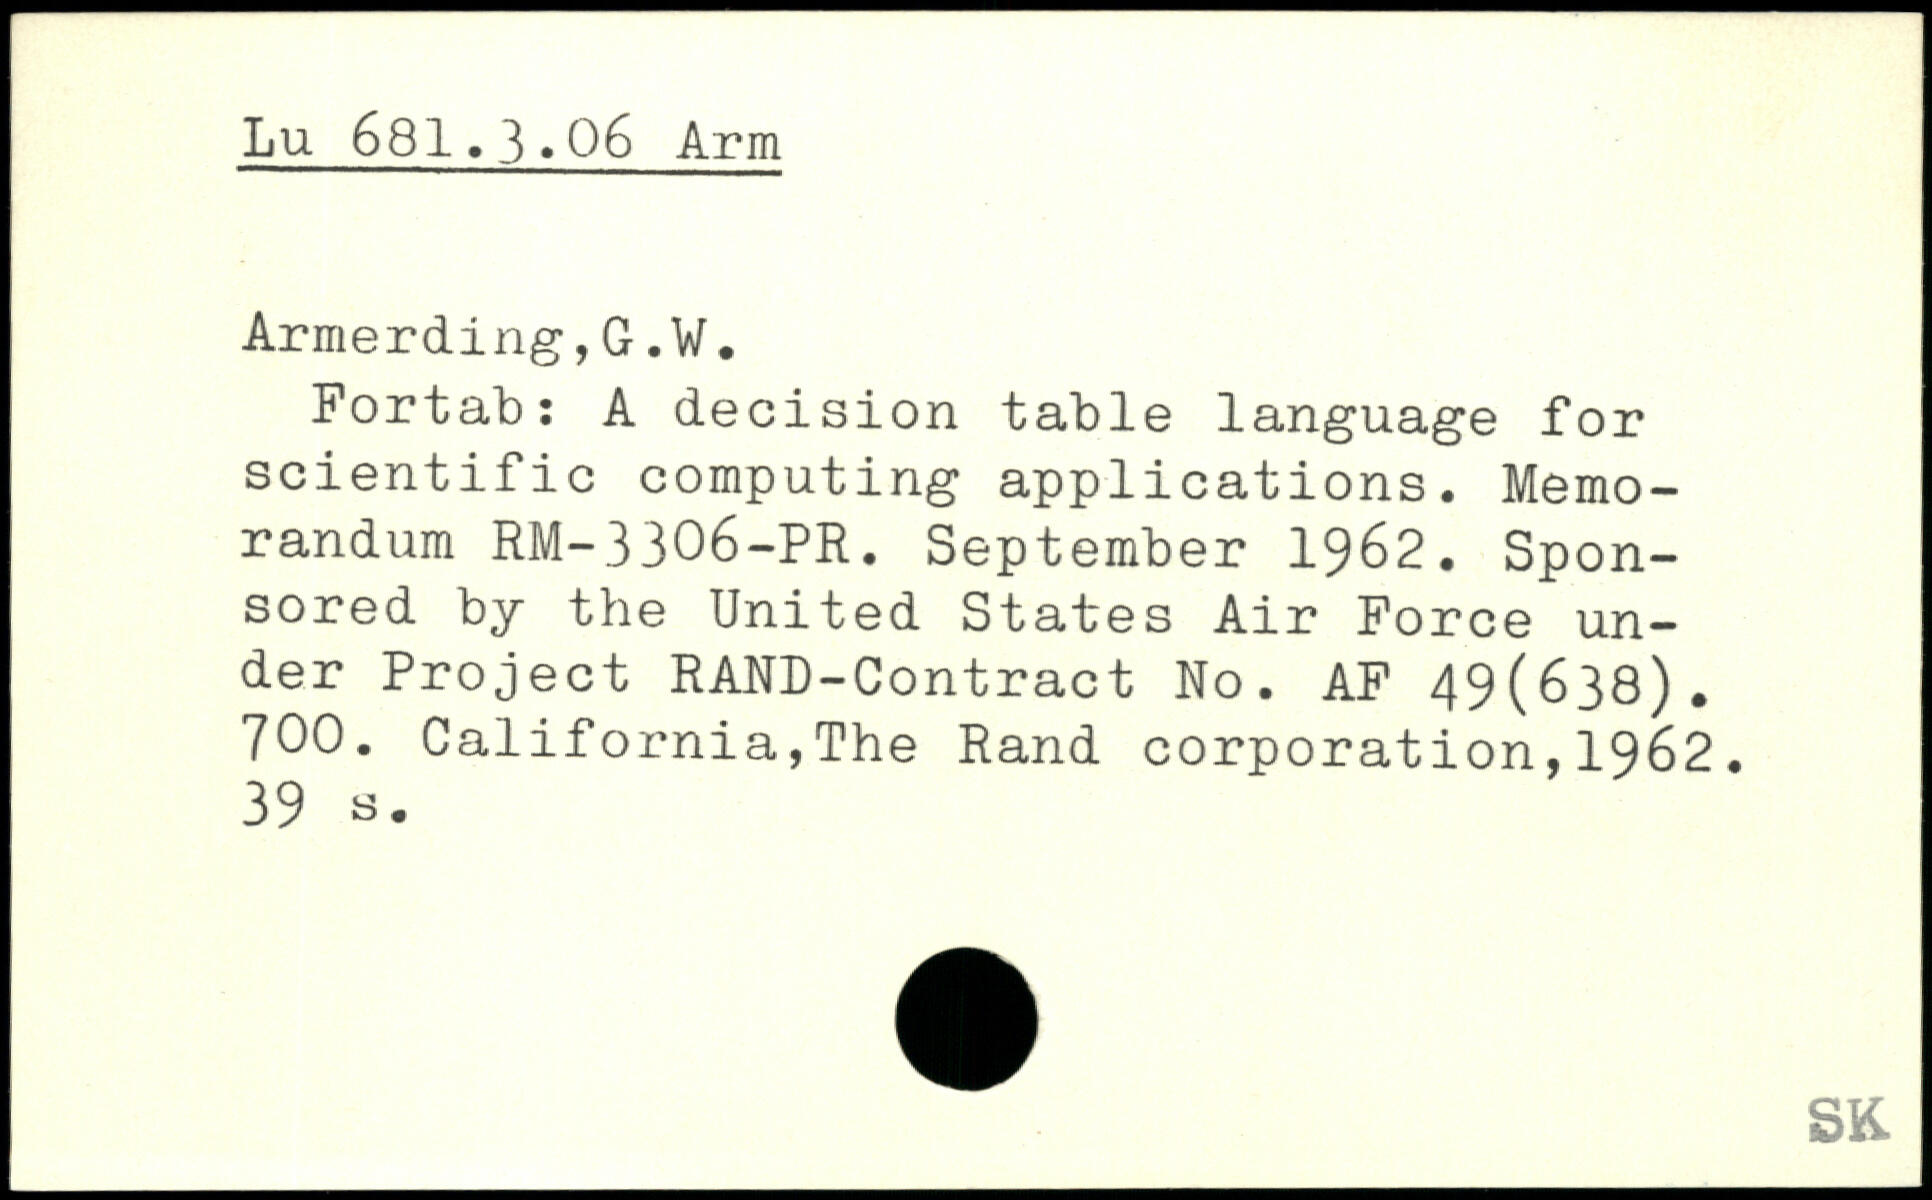 Lu 681.3.06 Arm
Armerding,G.W.
Fortab: A decision table language for
scientific computing applications. Memo-
randum RM-3306-PR. September 1962. Spon-
sored by the United States Air Force un-
der Project RAND-Contract No. AF 49(638).
700. California,The Rand corporation,1962.
39 s.
SK